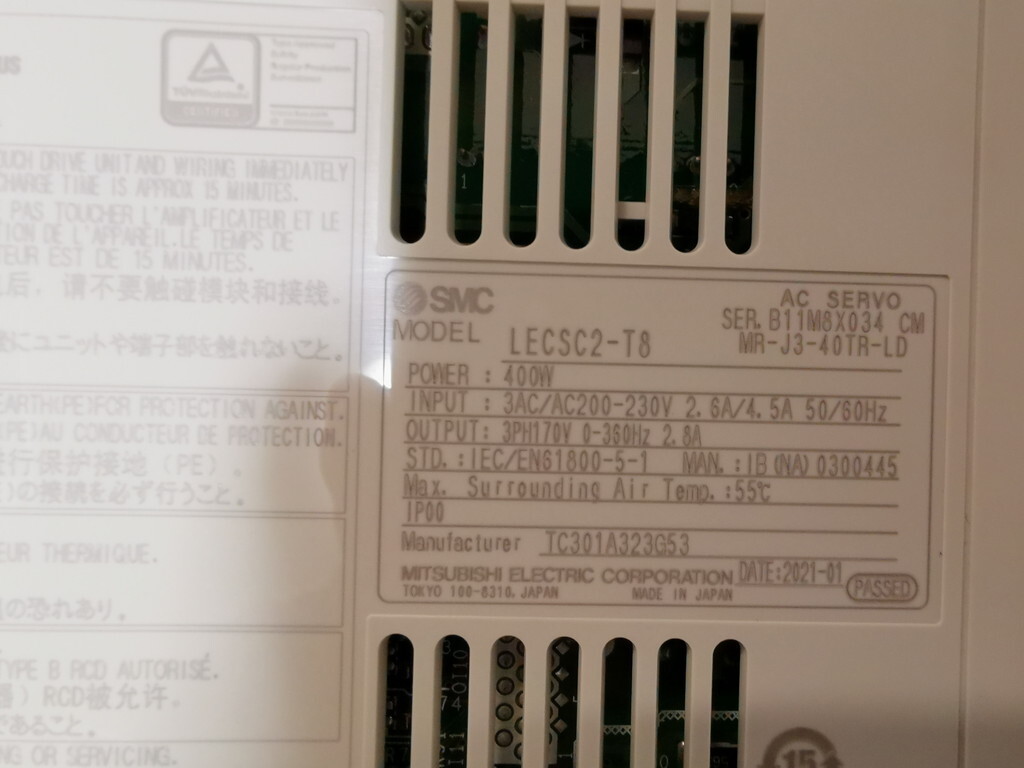 US
TOUCH DRIVE UNIT AND WIRING IMMEDIATELY
CHARGE TIME IS APPROX 15 MINUTES.
PAS TOUCHER L'AMPLIFICATEUR ET LE
TION DE L'APPAREIL. LE TEMPS DE
TEUR EST DE 15 MINUTES.
后，请不要触碰模块和接线。
にユニットや端子部を触れないこと。
EARTH(PE)FOR PROTECTION AGAINST.
(PE)AU CONDUCTEUR DE PROTECTION.
行保护接地（PE）。
)の接続を必ず行うこと。
EUR THERMIQUE.
の恐れあり。
TYPE B RCD AUTORISÉ.
器）RCD被允许。
であること。
NG OR SERVICING.
1
SMC
AC SERVO
SER. B11M8X034 CM
MODEL LECSC2-T8
MR-J3-40TR-LD
POWER : 400W
INPUT : 3AC/AC200-230V 2.6A/4.5A 50/60Hz
OUTPUT: 3PH170V 0-360Hz 2.8A
STD. : IEC/EN61800-5-1 MAN. : IB(NA)0300445
Max. Surrounding Air Temp. : 55℃
IP00
Manufacturer TC301A323G53
MITSUBISHI ELECTRIC CORPORATION DATE:2021-01
TOKYO 100-8310, JAPAN MADE IN JAPAN
PASSED
15